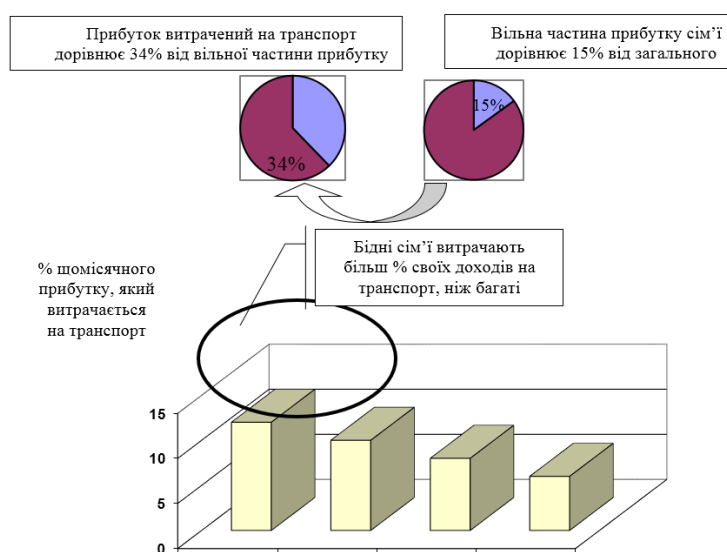 Прибуток витрачений на транспорт
дорівнює 34% від вільної частини прибутку
Вільна частина прибутку сім’ї
дорівнює 15% від загального
34%
15%
% щомісячного
прибутку, який
витрачається
на транспорт
Бідні сім’ї витрачають
більш % своїх доходів на
транспорт, ніж багаті
15
10
5
0